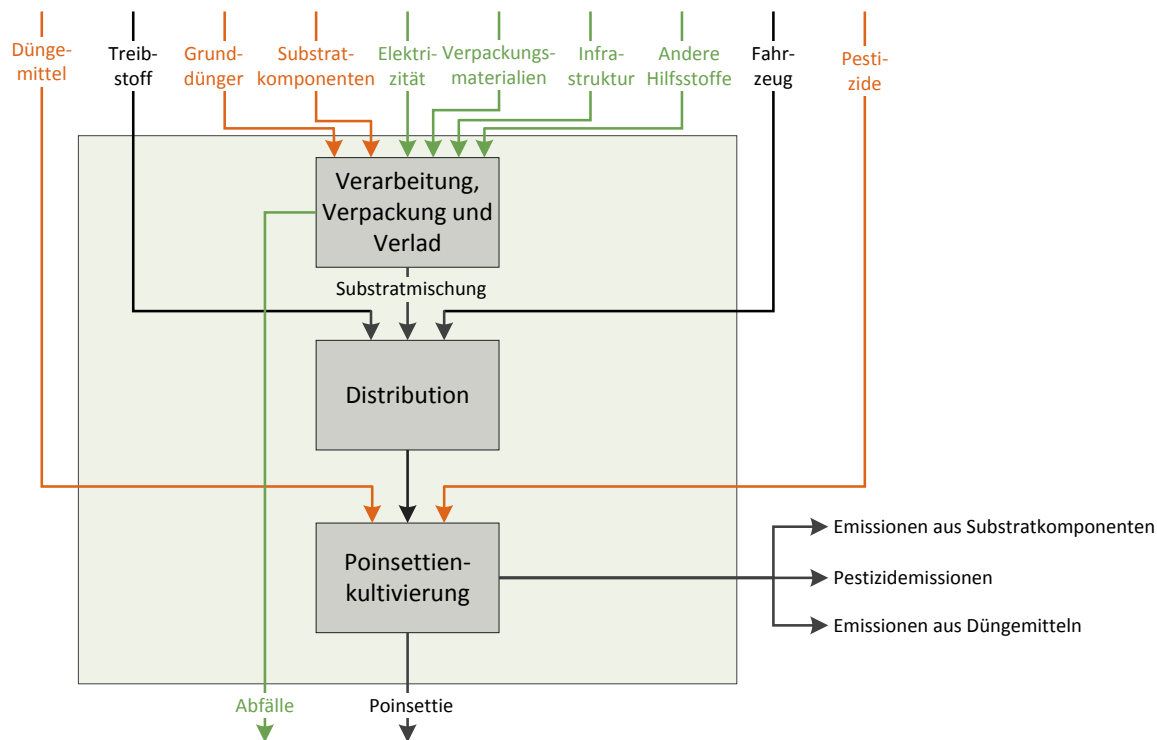 Dünge-
mittel
Treib-
stoff
Grund-
dünger
Substrat-
komponenten
Elektri-
zität
Verpackungs-
materialien
Infra-
struktur
Andere
Hilfsstoffe
Fahr-
zeug
Pesti-
zide
Verarbeitung,
Verpackung und
Verlad
Substratmischung
Distribution
Poinsettien-
kultivierung
Emissionen aus Substratkomponenten
Pestizidemissionen
Emissionen aus Düngemitteln
Abfälle
Poinsettie